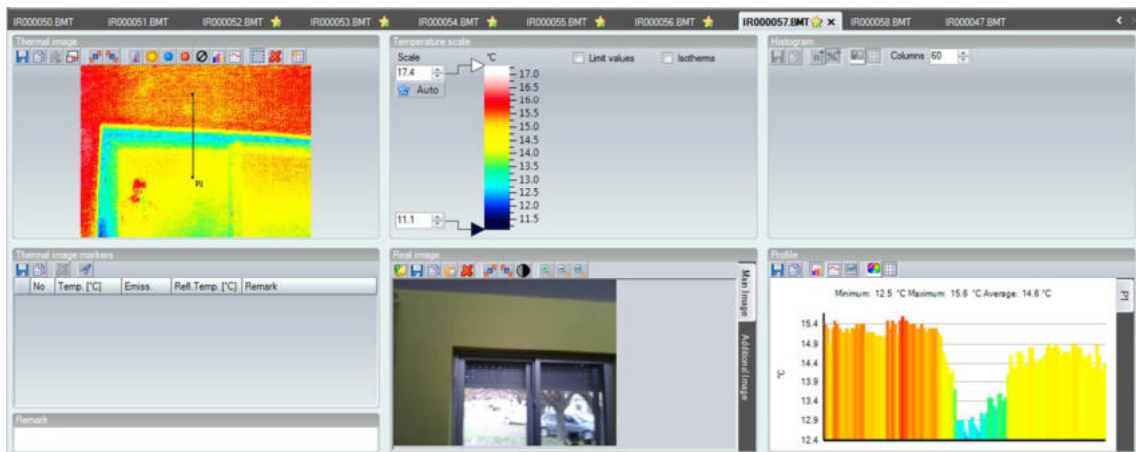 IR000050.BMT IR000051.BMT IR000052.BMT IR000053.BMT IR000054.BMT IR000055.BMT IR000056.BMT IR000057.BMT IR000058.BMT IR000047.BMT
Thermal image
P1
Temperature scale
Scale °C Limit values Isotherms
17.4
Auto
17.0
16.5
16.0
15.5
15.0
14.5
14.0
13.5
13.0
12.5
12.0
11.5
11.1
Histogram
Columns 60
Thermal image markers
No Temp. [°C] Emiss. Refl.Temp. [°C] Remark
Remark
Real image
Main Image
Additional Image
Profile
P1
Minimum: 12.5 °C Maximum: 15.6 °C Average: 14.6 °C
15.4
14.9
14.4
13.9
13.4
12.9
12.4
°C